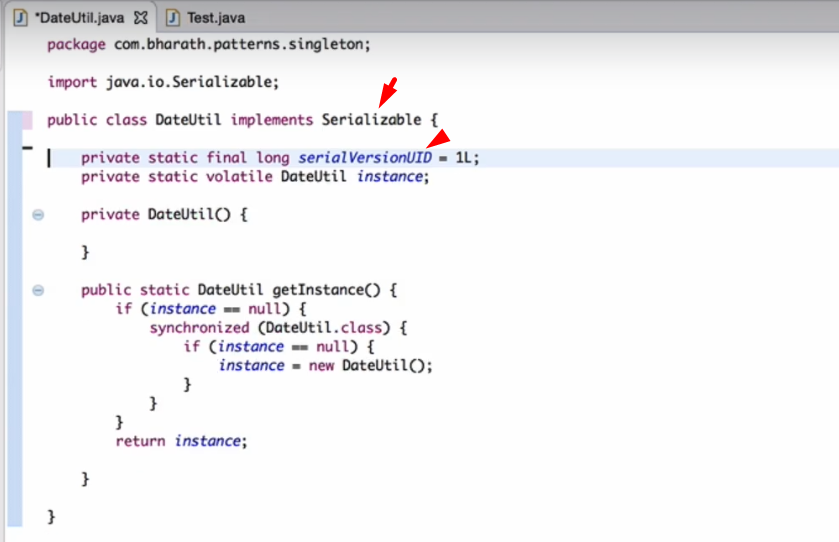 *DateUtil.java Test.java
package com.bharath.patterns.singleton;
import java.io.Serializable;
public class DateUtil implements Serializable {
private static final long serialVersionUID = 1L;
private static volatile DateUtil instance;
private DateUtil() {
}
public static DateUtil getInstance() {
if (instance == null) {
synchronized (DateUtil.class) {
if (instance == null) {
instance = new DateUtil();
}
}
}
return instance;
}
}